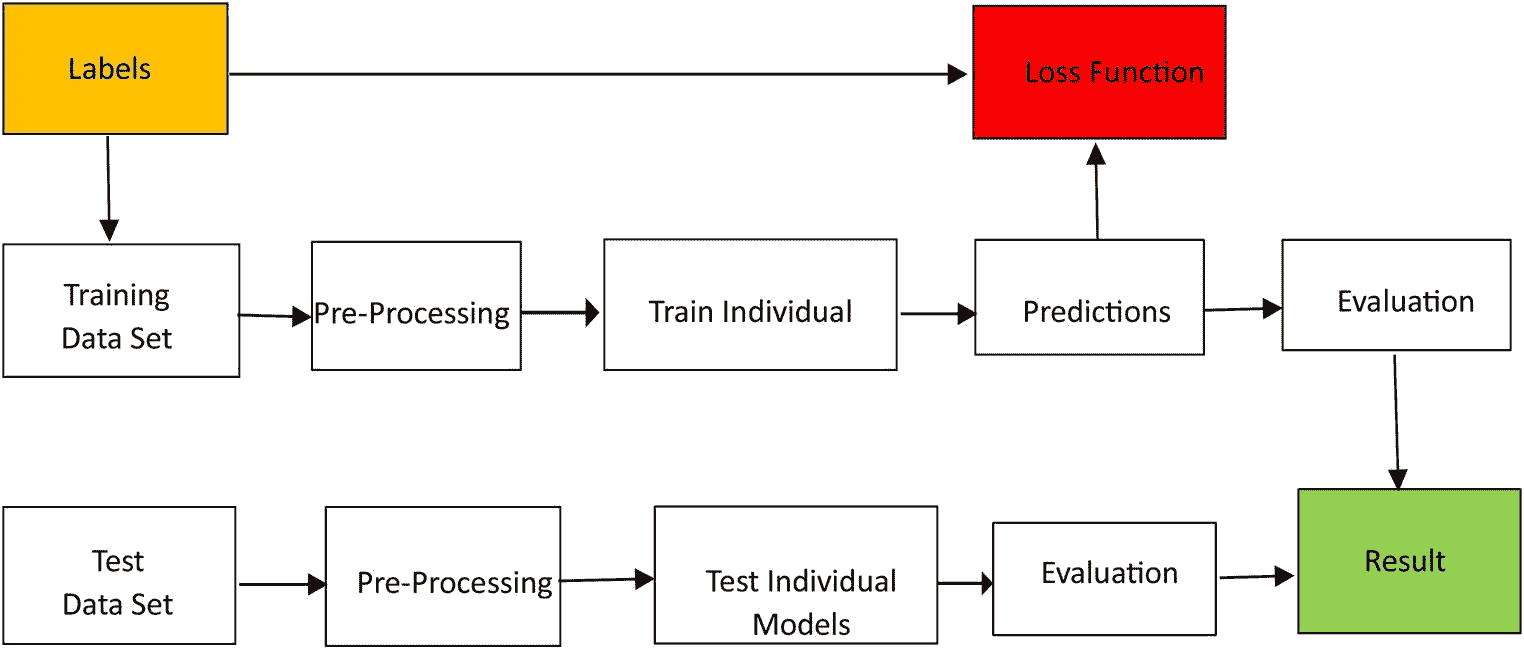 Labels
Loss Function
Training
Data Set
Pre-Processing
Train Individual
Predictions
Evaluation
Test
Data Set
Pre-Processing
Test Individual
Models
Evaluation
Result